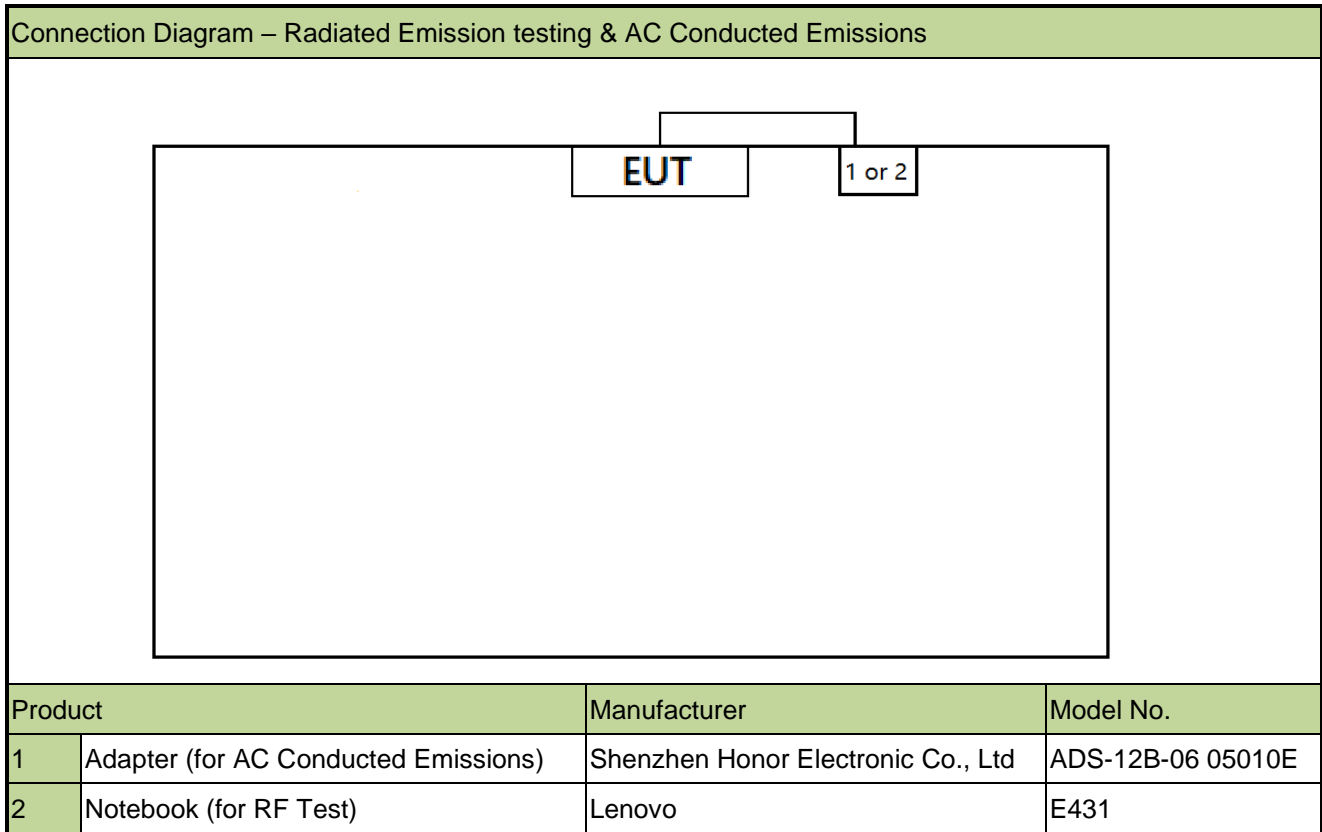 Connection Diagram – Radiated Emission testing & AC Conducted Emissions
EUT
1 or 2
Product Manufacturer Model No.
1 Adapter (for AC Conducted Emissions) Shenzhen Honor Electronic Co., Ltd ADS-12B-06 05010E
2 Notebook (for RF Test) Lenovo E431